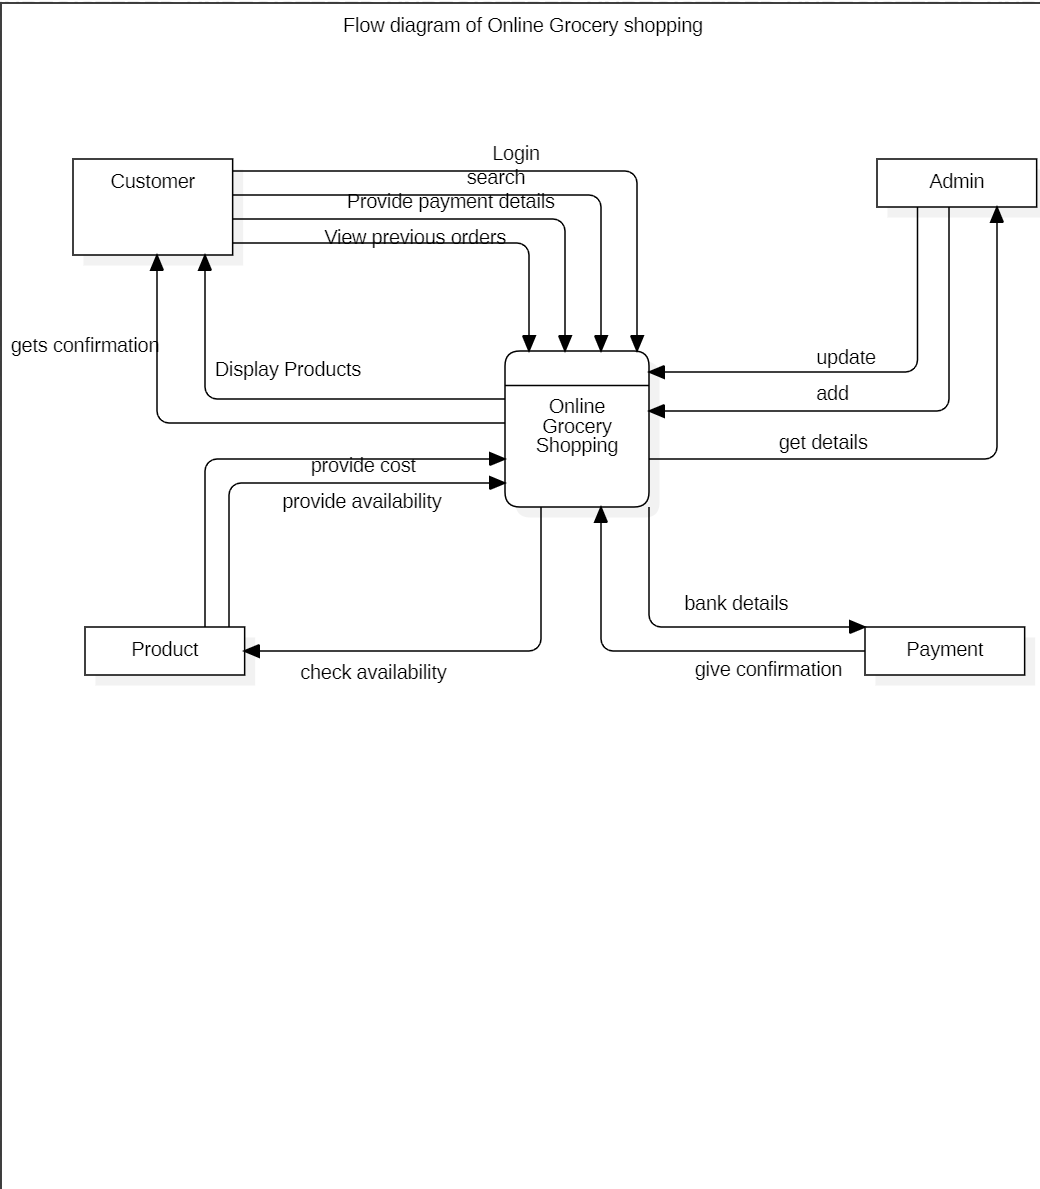 Flow diagram of Online Grocery shopping
Login
Customer
search
Admin
Provide payment details
View previous orders
gets confirmation
Display Products
update
add
Online
Grocery
Shopping
get details
provide cost
provide availability
bank details
Product
Payment
check availability
give confirmation